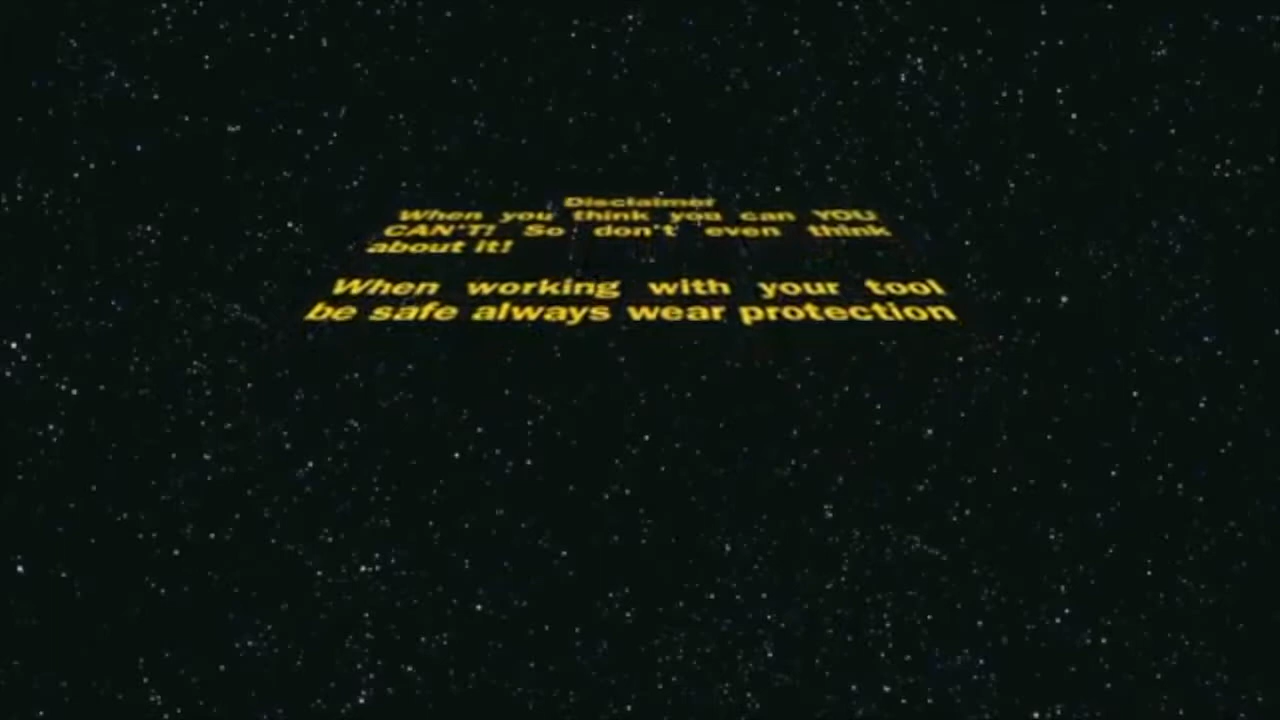 Disclaimer
When you think you can YOU
CAN'T! So don't even think
about it!
When working with your tool
be safe always wear protection